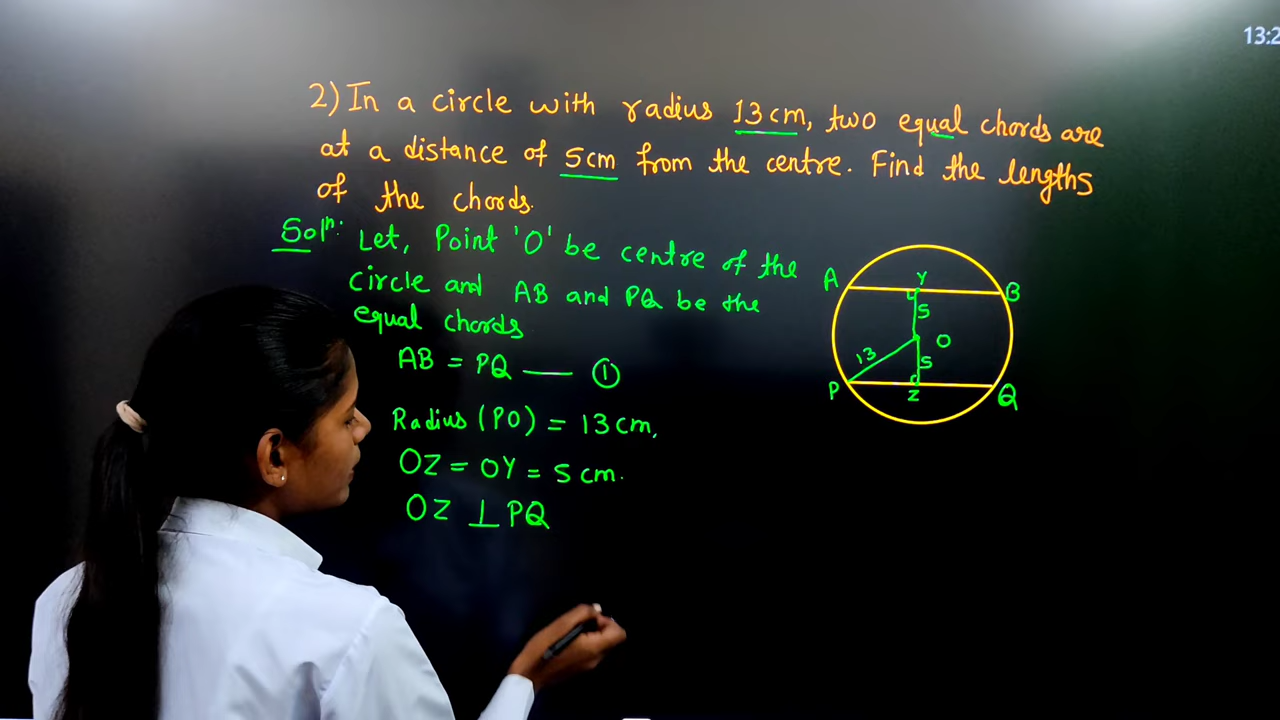 13:2
2) In a circle with radius 13 cm, two equal chords are
at a distance of 5cm from the centre. Find the lengths
of the chords.
Solⁿ: Let, Point 'O' be centre of the
circle and AB and PQ be the
equal chords
AB = PQ —— ①
Radius (PO) = 13 cm,
OZ = OY = 5 cm.
OZ ⊥ PQ
A Y B
5
O
13 5
P Z Q